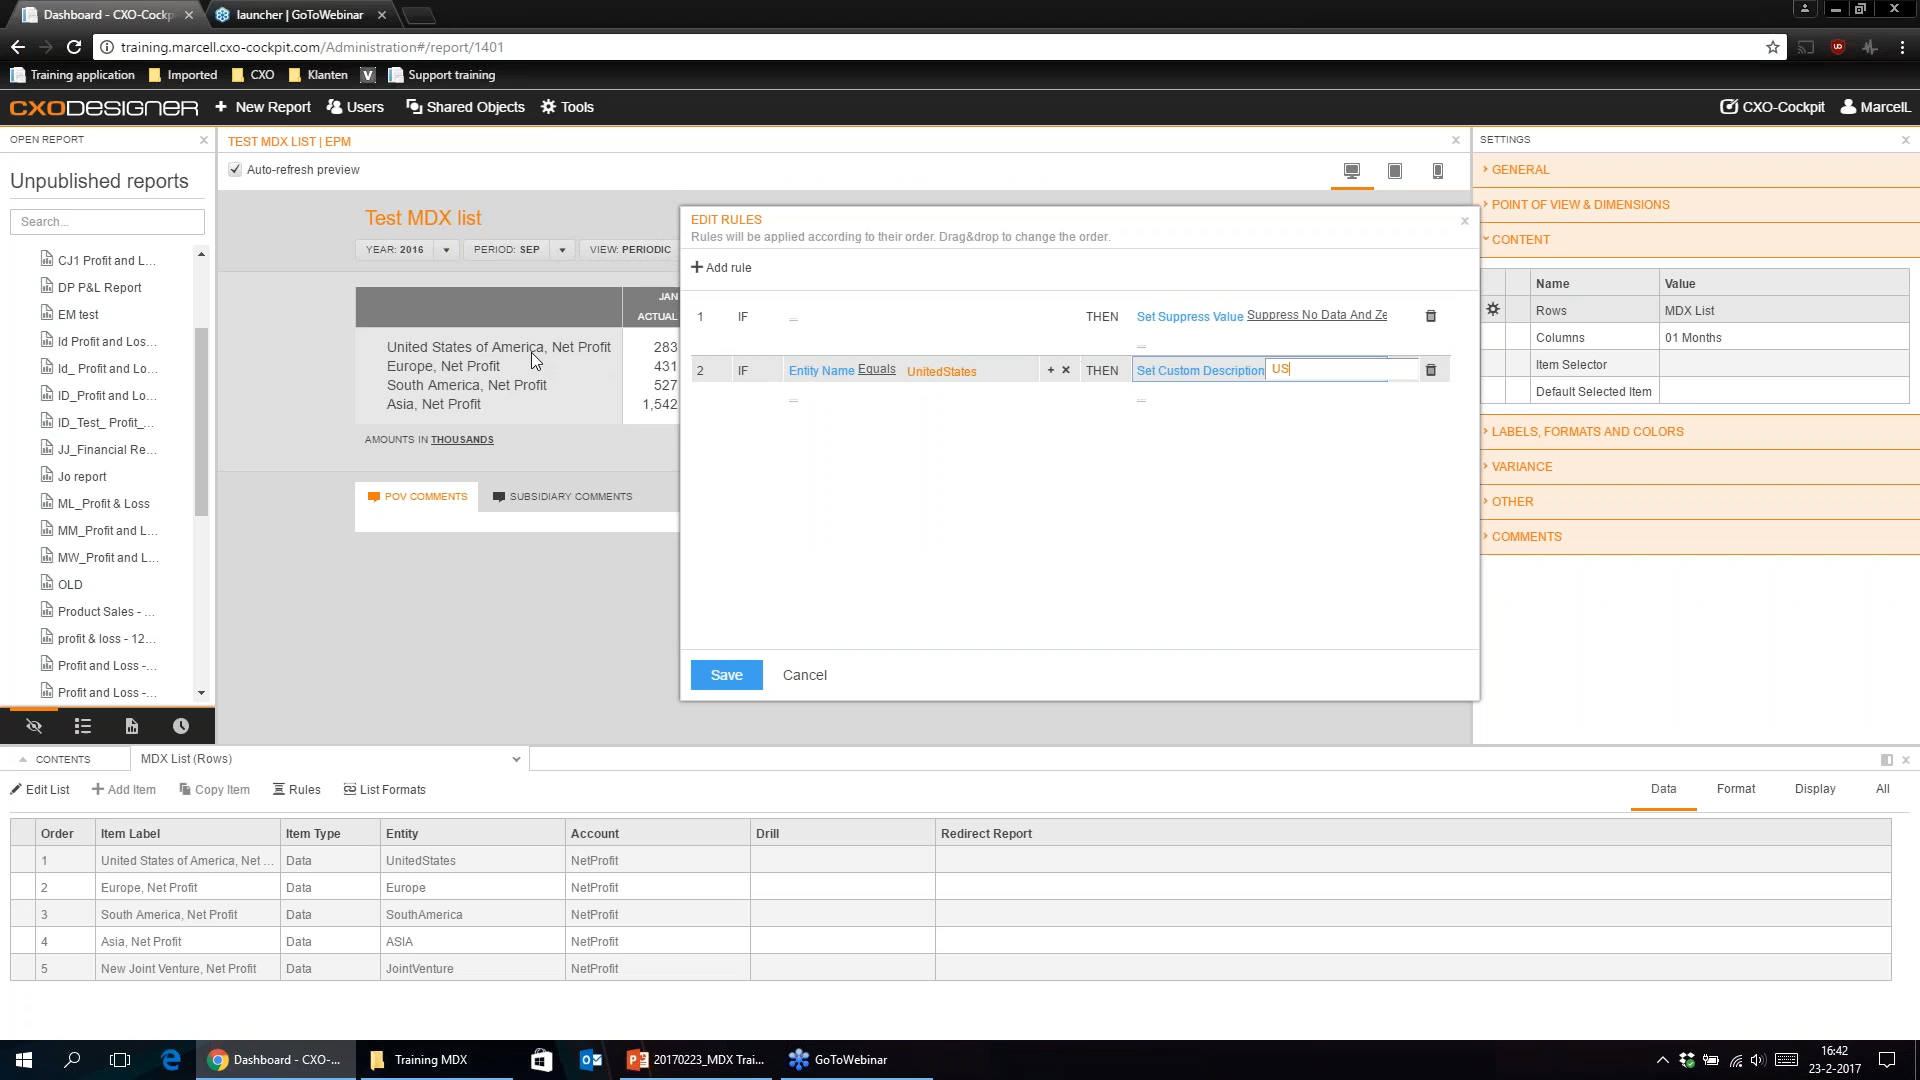 Dashboard - CXO-Cockp
launcher | GoToWebinar
training.marcell.cxo-cockpit.com/Administration#/report/1401
Training application
Imported
CXO
Klanten
V
Support training
CXODESIGNER
New Report
Users
Shared Objects
Tools
CXO-Cockpit
MarcelL
OPEN REPORT
TEST MDX LIST | EPM
SETTINGS
Unpublished reports
Search...
CJ1 Profit and L...
DP P&L Report
EM test
Id Profit and Los...
Id_ Profit and Lo...
ID_Profit and Lo...
ID_Test_ Profit_...
JJ_Financial Re...
Jo report
ML_Profit & Loss
MM_Profit and L...
MW_Profit and L...
OLD
Product Sales - ...
profit & loss - 12...
Profit and Loss -...
Profit and Loss -...
Auto-refresh preview
Test MDX list
YEAR: 2016
PERIOD: SEP
VIEW: PERIODIC
JAN
ACTUAL
United States of America, Net Profit 283
Europe, Net Profit 431
South America, Net Profit 527
Asia, Net Profit 1,542
AMOUNTS IN THOUSANDS
POV COMMENTS
SUBSIDIARY COMMENTS
EDIT RULES
Rules will be applied according to their order. Drag&drop to change the order.
Add rule
1 IF THEN Set Suppress Value Suppress No Data And Ze
2 IF Entity Name Equals UnitedStates + × THEN Set Custom Description US
Save
Cancel
GENERAL
POINT OF VIEW & DIMENSIONS
CONTENT
Name Value
Rows MDX List
Columns 01 Months
Item Selector
Default Selected Item
LABELS, FORMATS AND COLORS
VARIANCE
OTHER
COMMENTS
CONTENTS
MDX List (Rows)
Edit List
Add Item
Copy Item
Rules
List Formats
Data
Format
Display
All
Order Item Label Item Type Entity Account Drill Redirect Report
1 United States of America, Net ... Data UnitedStates NetProfit
2 Europe, Net Profit Data Europe NetProfit
3 South America, Net Profit Data SouthAmerica NetProfit
4 Asia, Net Profit Data ASIA NetProfit
5 New Joint Venture, Net Profit Data JointVenture NetProfit
Dashboard - CXO-...
Training MDX
20170223_MDX Trai...
GoToWebinar
16:42
23-2-2017